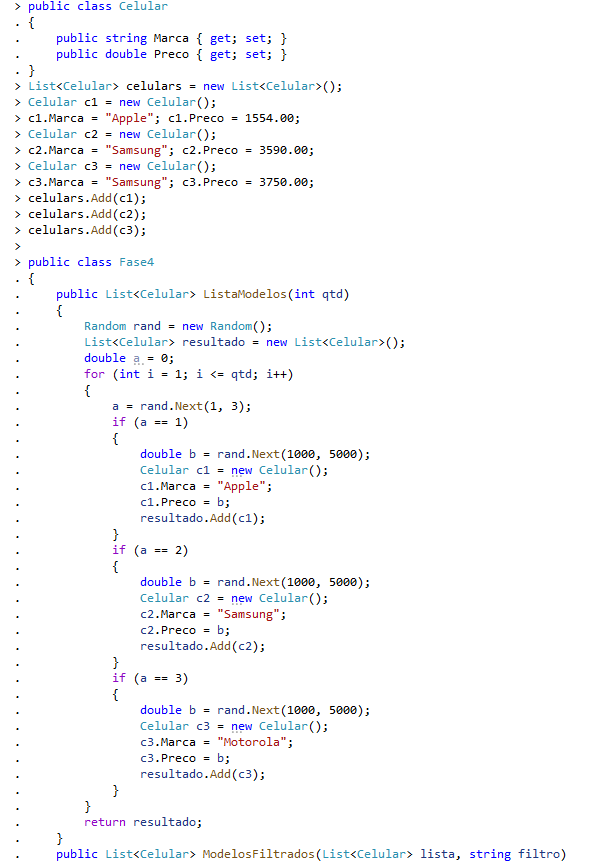 > public class Celular
. {
.     public string Marca { get; set; }
.     public double Preco { get; set; }
. }
> List<Celular> celulars = new List<Celular>();
> Celular c1 = new Celular();
> c1.Marca = "Apple"; c1.Preco = 1554.00;
> Celular c2 = new Celular();
> c2.Marca = "Samsung"; c2.Preco = 3590.00;
> Celular c3 = new Celular();
> c3.Marca = "Samsung"; c3.Preco = 3750.00;
> celulars.Add(c1);
> celulars.Add(c2);
> celulars.Add(c3);
>
> public class Fase4
. {
.     public List<Celular> ListaModelos(int qtd)
.     {
.         Random rand = new Random();
.         List<Celular> resultado = new List<Celular>();
.         double a = 0;
.         for (int i = 1; i <= qtd; i++)
.         {
.             a = rand.Next(1, 3);
.             if (a == 1)
.             {
.                 double b = rand.Next(1000, 5000);
.                 Celular c1 = new Celular();
.                 c1.Marca = "Apple";
.                 c1.Preco = b;
.                 resultado.Add(c1);
.             }
.             if (a == 2)
.             {
.                 double b = rand.Next(1000, 5000);
.                 Celular c2 = new Celular();
.                 c2.Marca = "Samsung";
.                 c2.Preco = b;
.                 resultado.Add(c2);
.             }
.             if (a == 3)
.             {
.                 double b = rand.Next(1000, 5000);
.                 Celular c3 = new Celular();
.                 c3.Marca = "Motorola";
.                 c3.Preco = b;
.                 resultado.Add(c3);
.             }
.         }
.         return resultado;
.     }
.     public List<Celular> ModelosFiltrados(List<Celular> lista, string filtro)